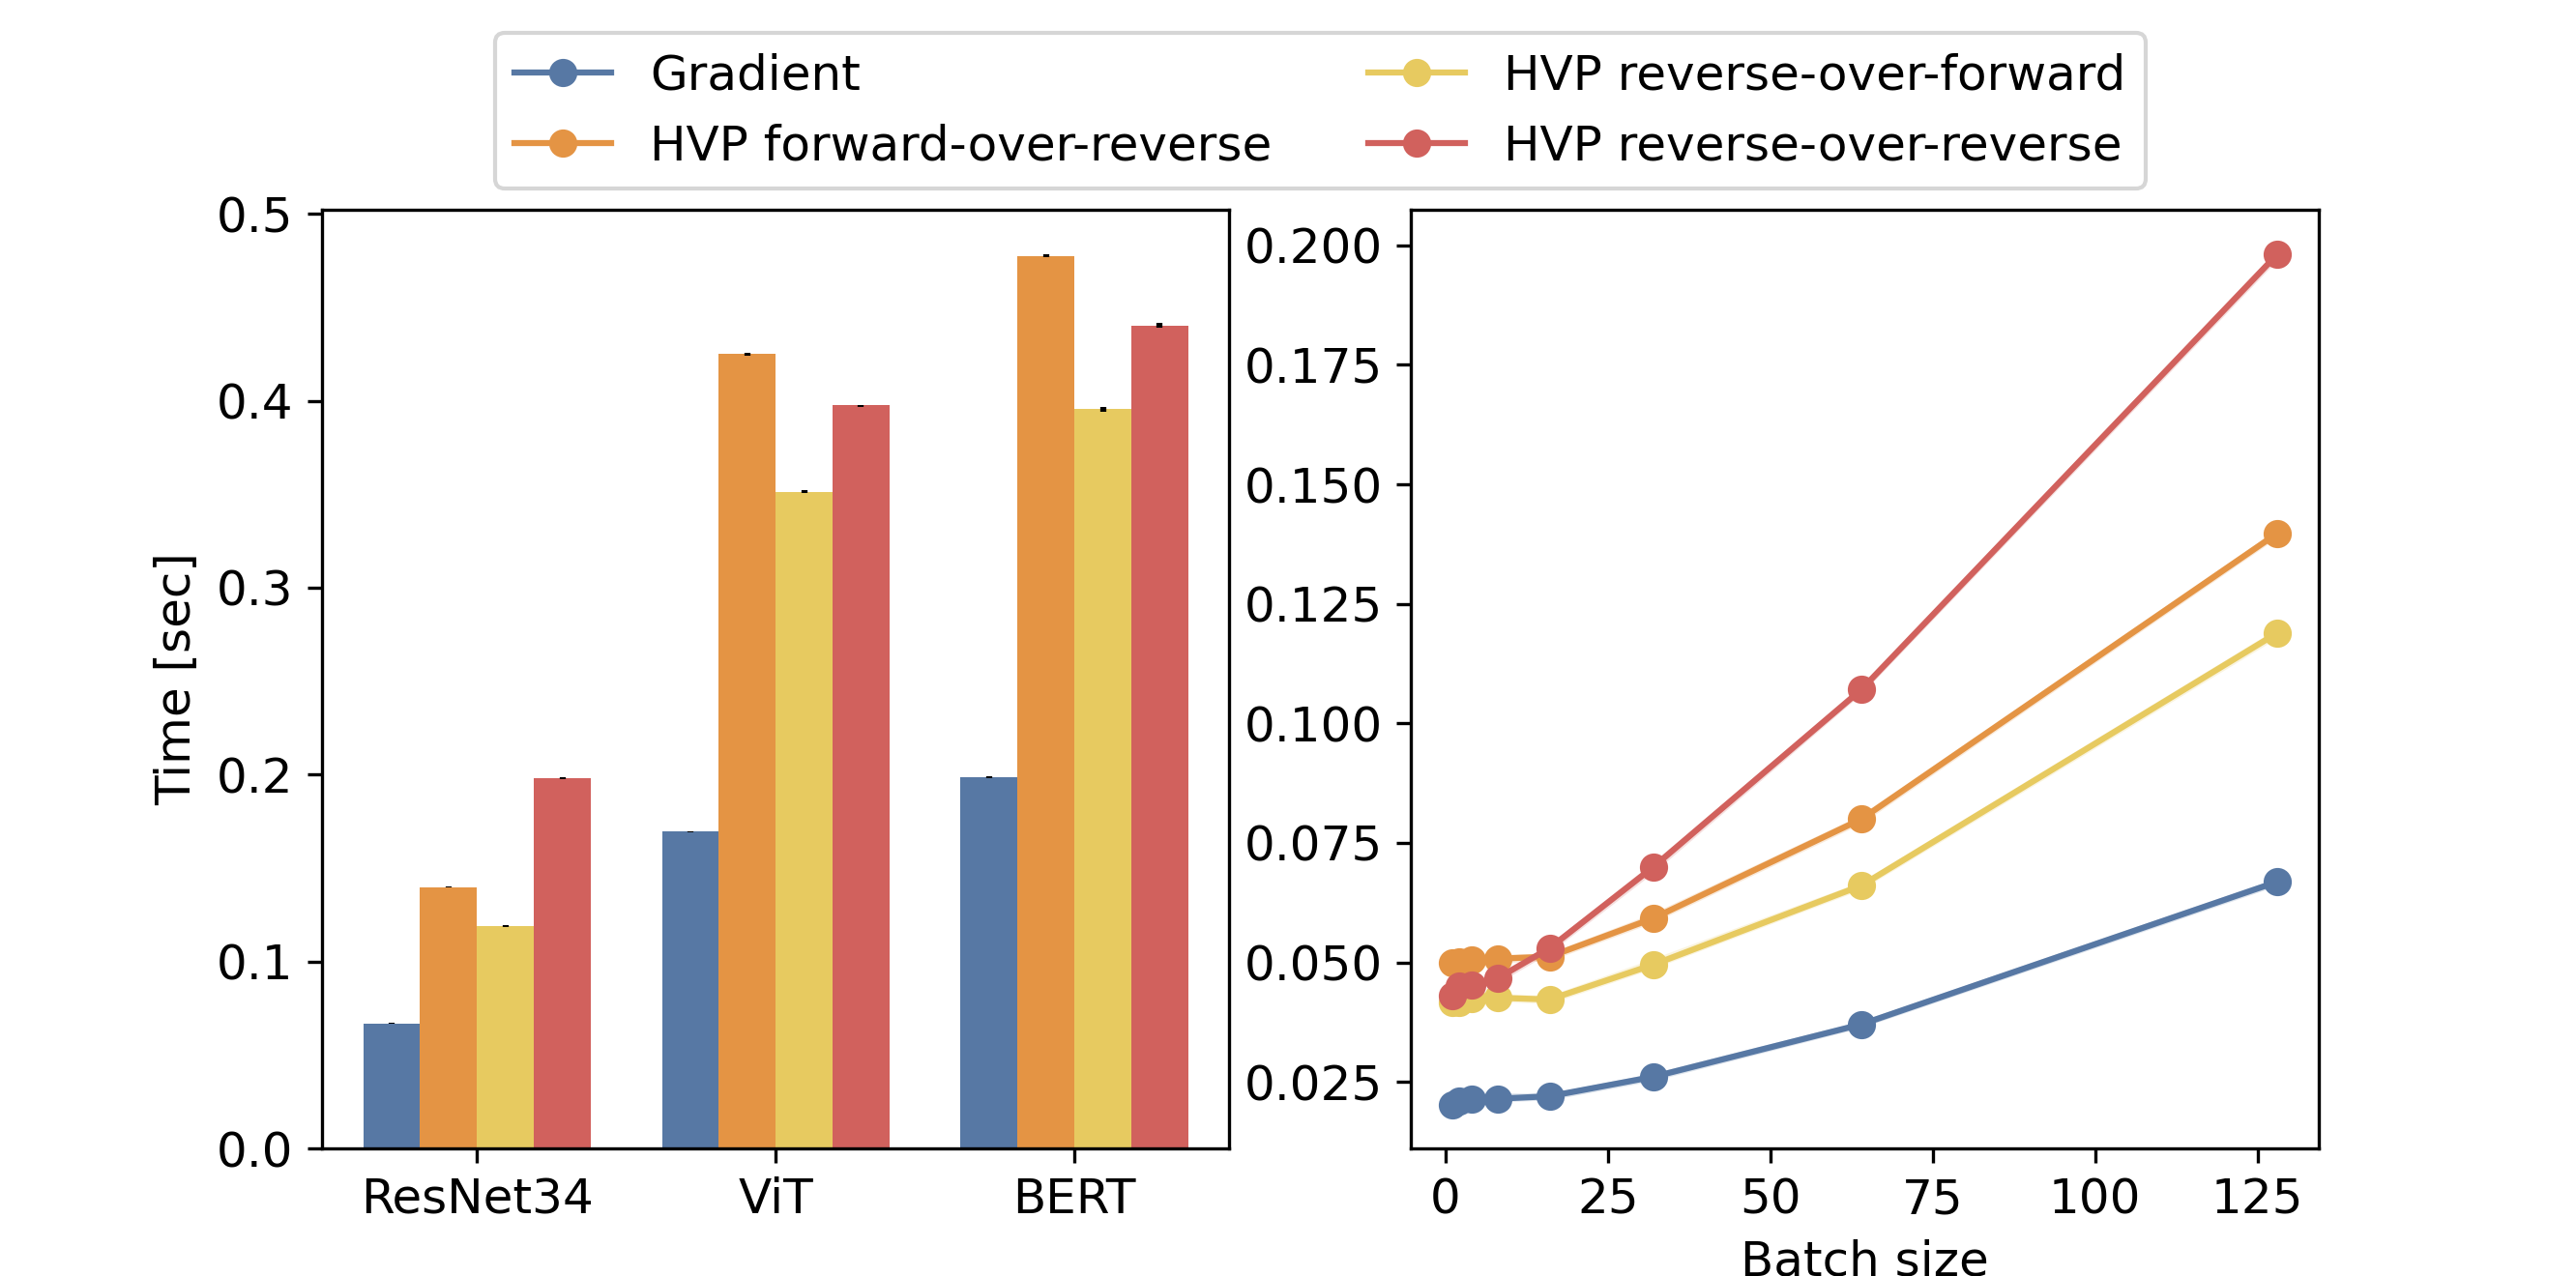 Gradient
HVP forward-over-reverse
HVP reverse-over-forward
HVP reverse-over-reverse
Time [sec]
0.5
0.4
0.3
0.2
0.1
0.0
ResNet34 ViT BERT
0.200
0.175
0.150
0.125
0.100
0.075
0.050
0.025
0 25 50 75 100 125
Batch size